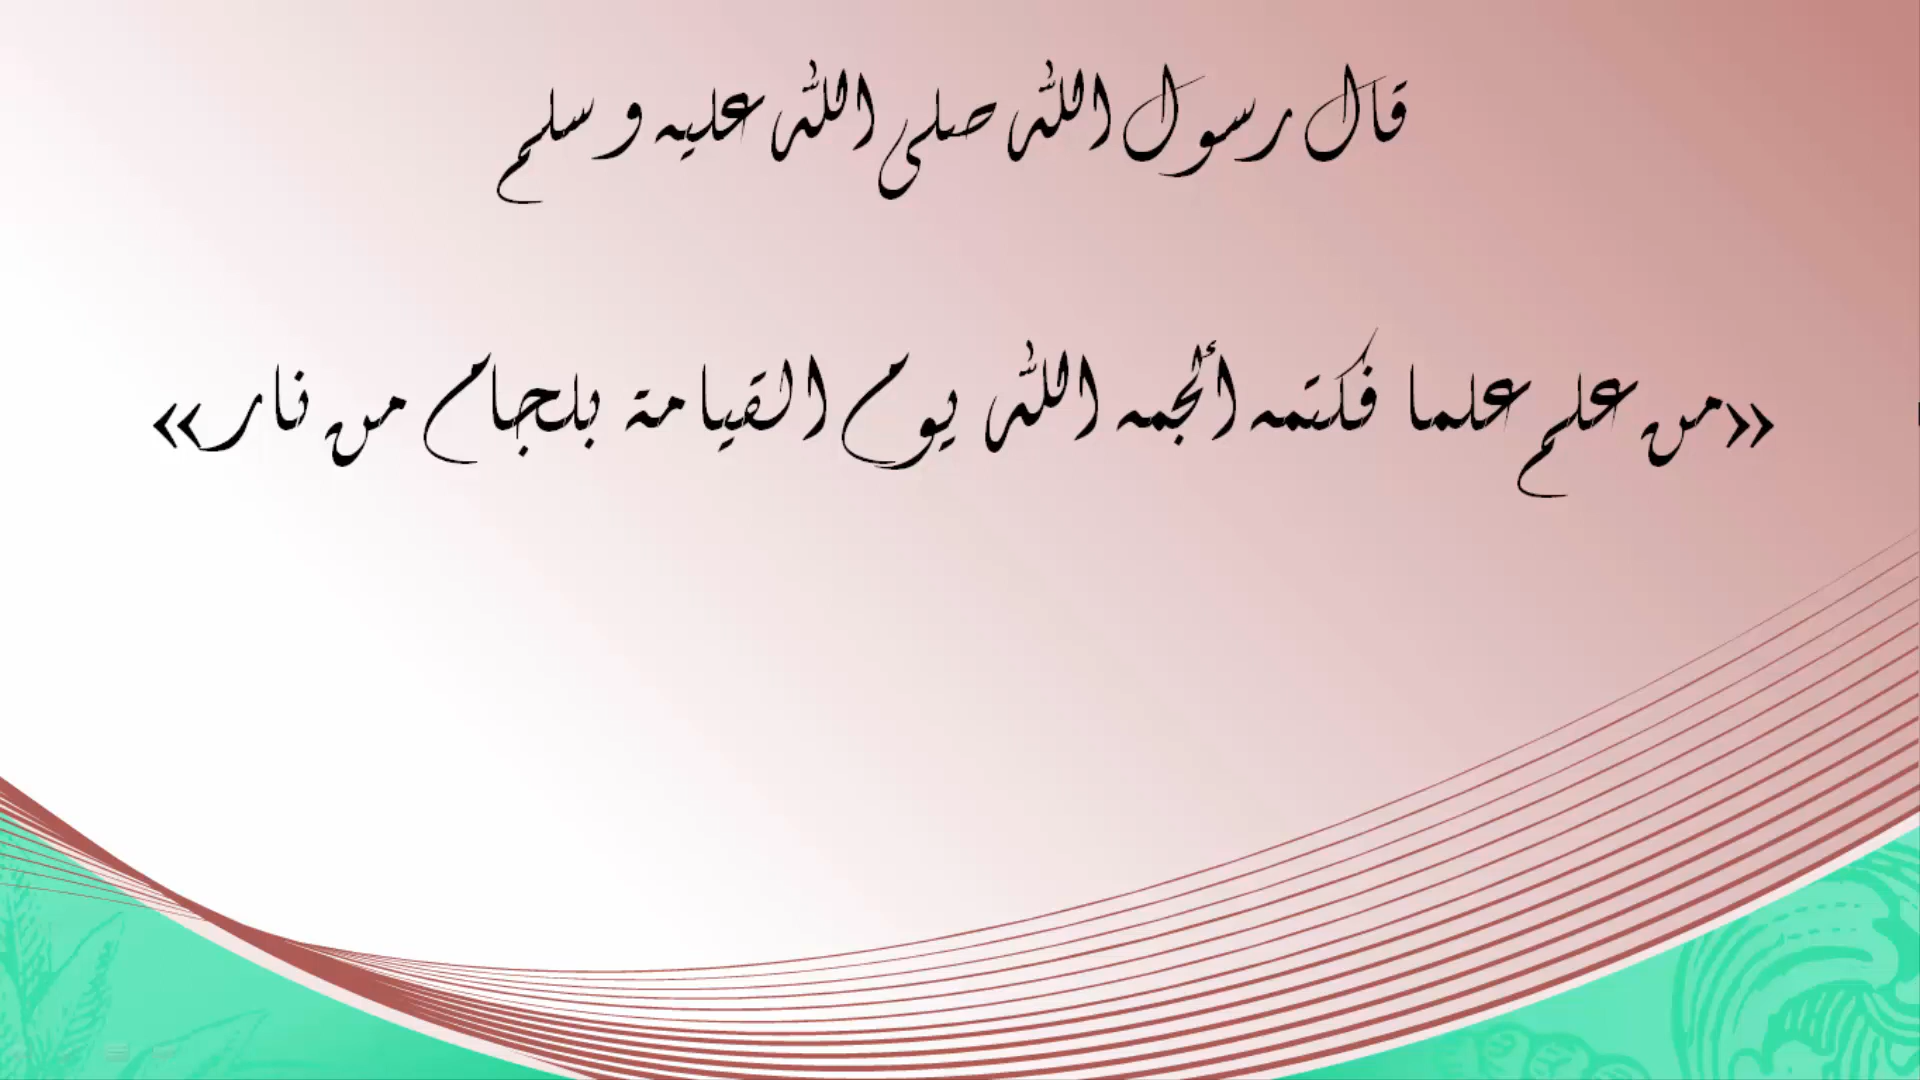 قال رسول الله صلى الله عليه و سلم
«من علم علما فكتمه ألجمه الله يوم القيامة بلجام من نار»